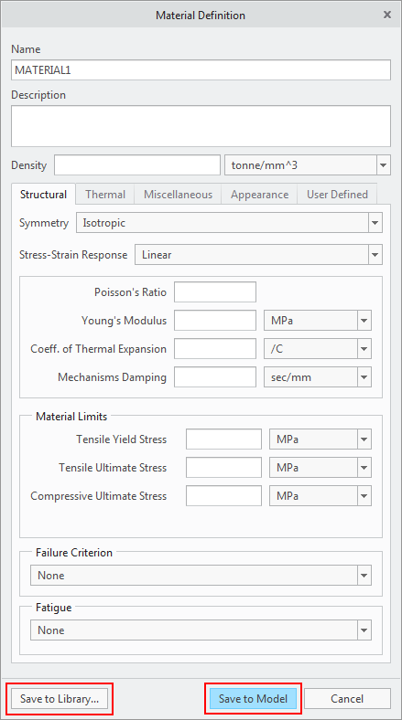 Material Definition
Name
MATERIAL1
Description
Density tonne/mm^3
Structural Thermal Miscellaneous Appearance User Defined
Symmetry Isotropic
Stress-Strain Response Linear
Poisson's Ratio
Young's Modulus MPa
Coeff. of Thermal Expansion /C
Mechanisms Damping sec/mm
Material Limits
Tensile Yield Stress MPa
Tensile Ultimate Stress MPa
Compressive Ultimate Stress MPa
Failure Criterion
None
Fatigue
None
Save to Library... Save to Model Cancel